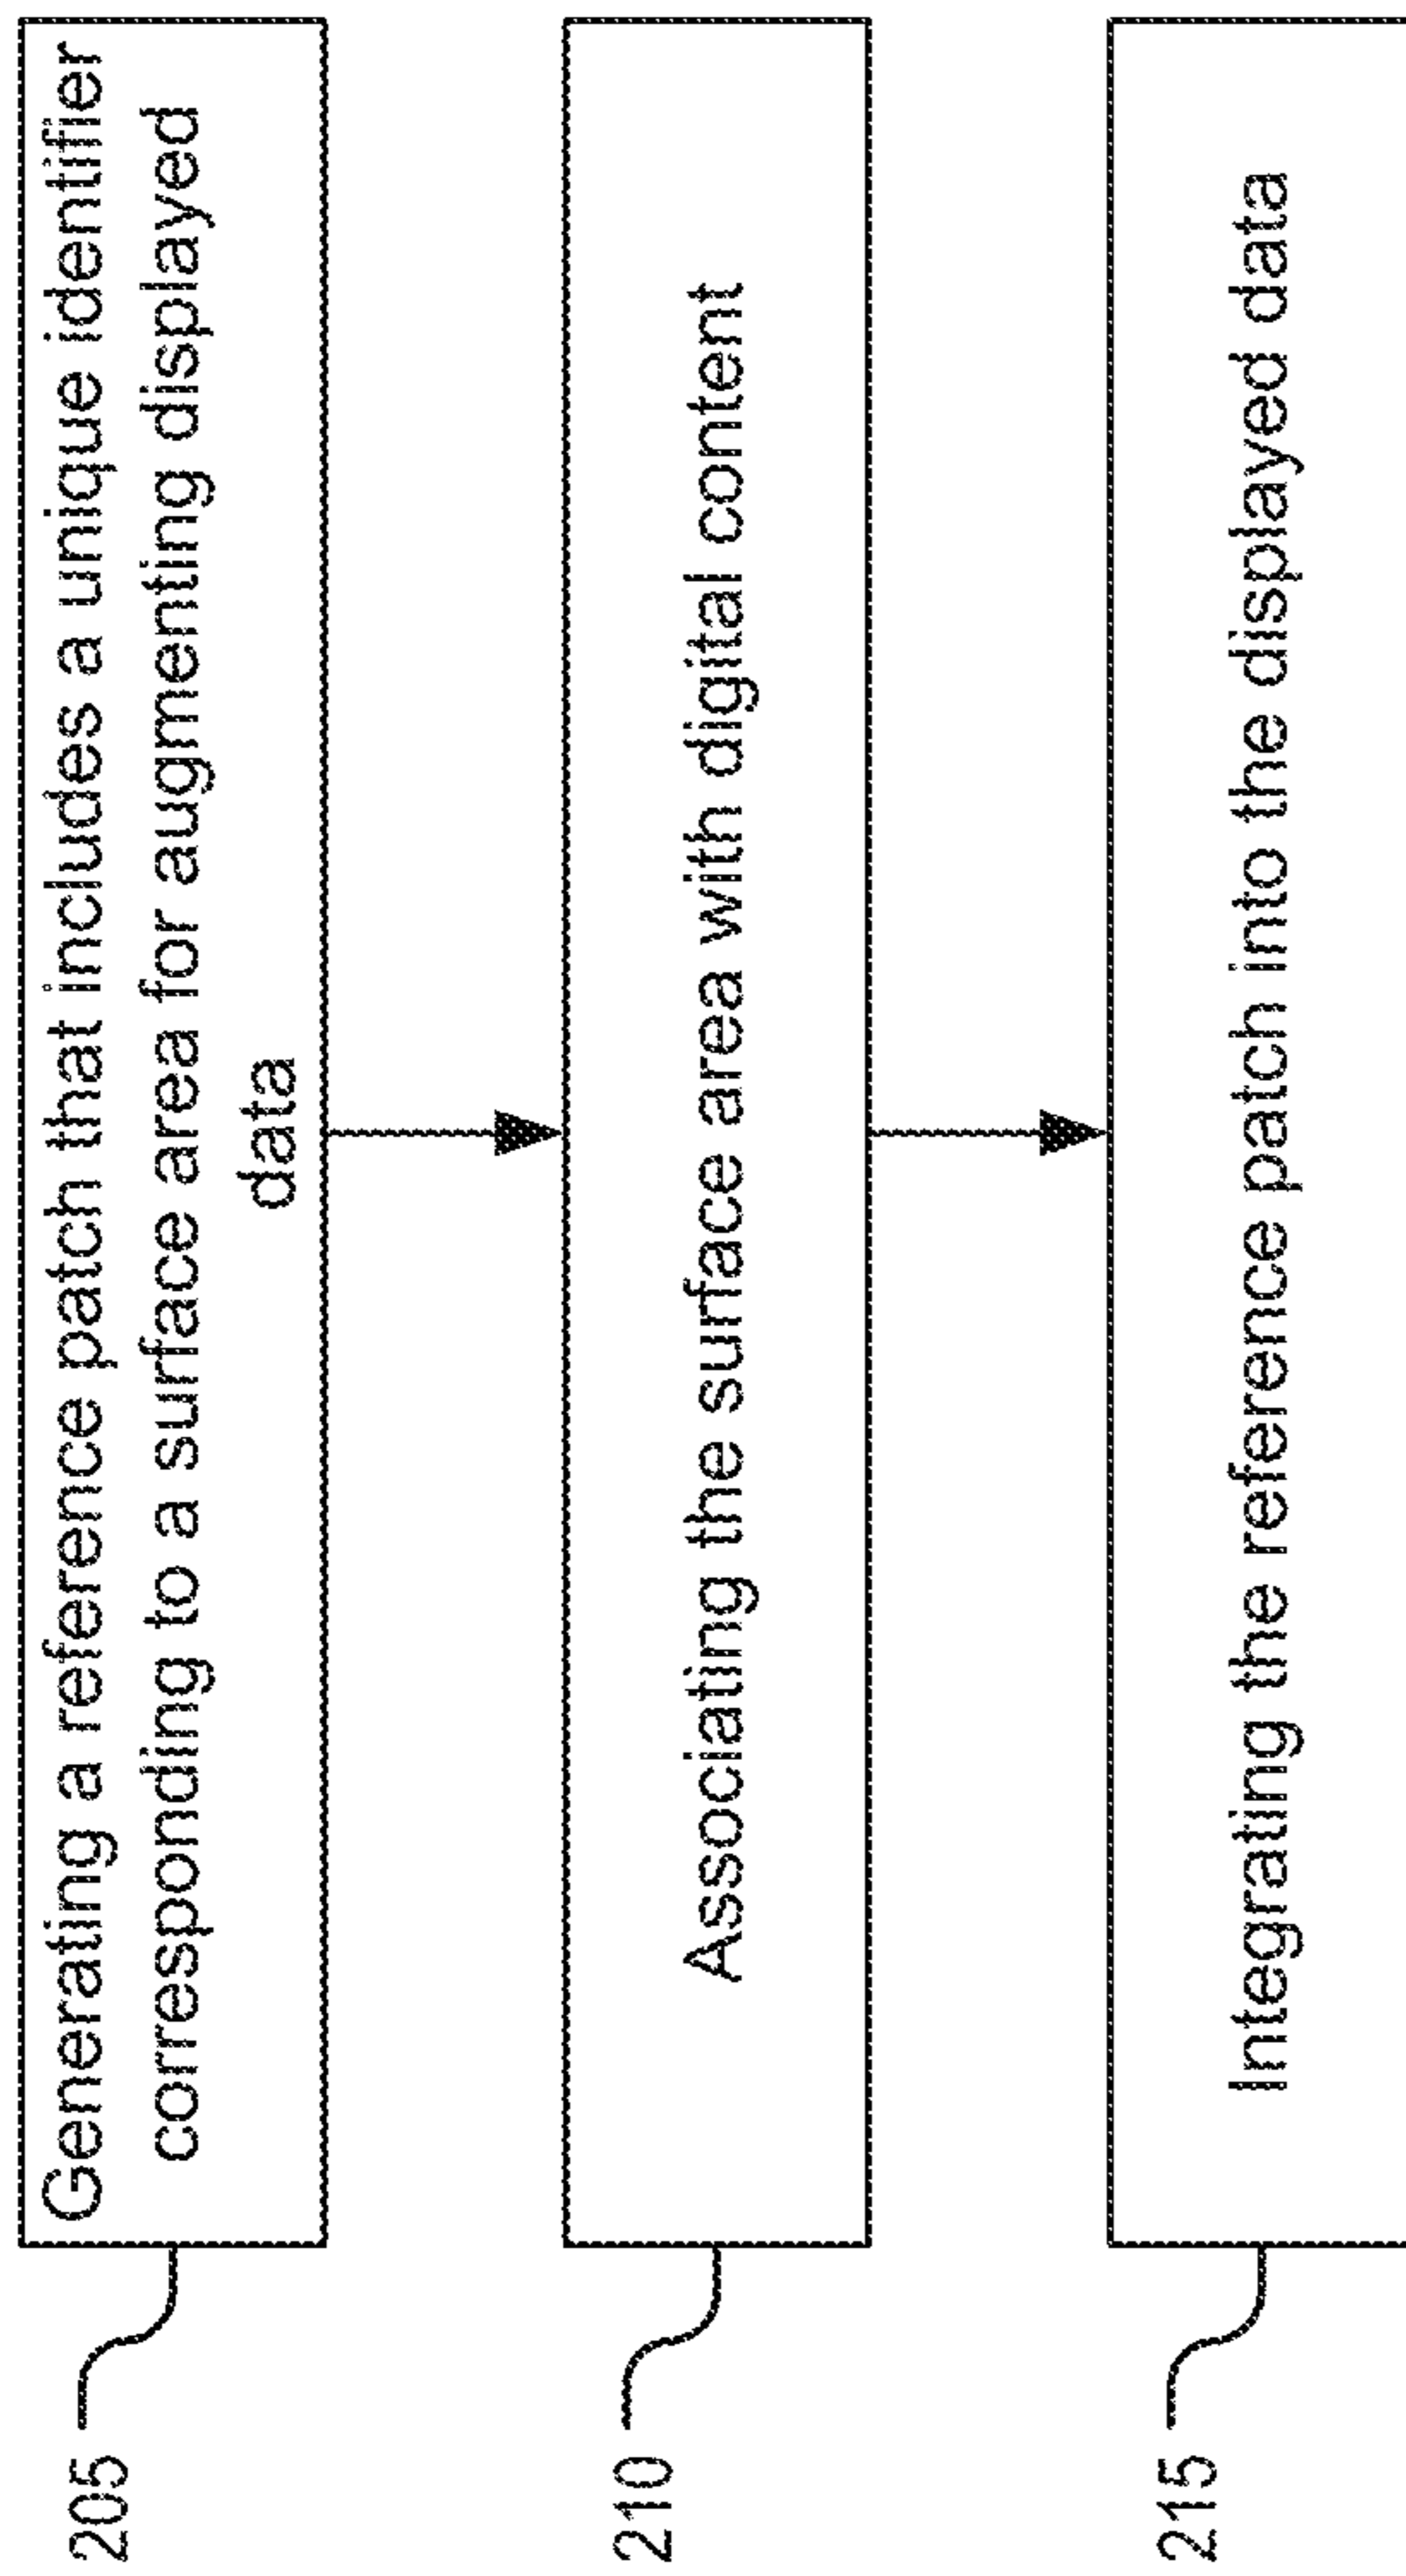 205
Generating a reference patch that includes a unique identifier
corresponding to a surface area for augmenting displayed
data
210
Associating the surface area with digital content
215
Integrating the reference patch into the displayed data